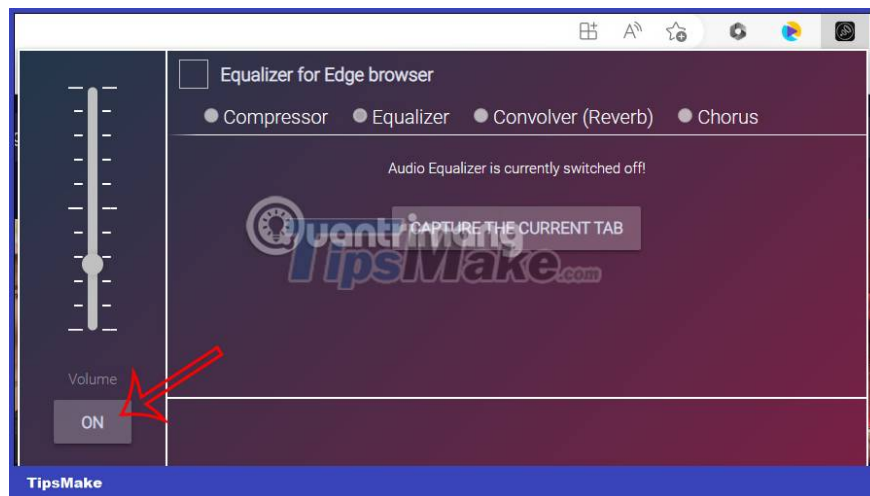 Equalizer for Edge browser
Compressor Equalizer Convolver (Reverb) Chorus
Audio Equalizer is currently switched off!
CAPTURE THE CURRENT TAB
Quantrimang
TipsMake.com
Volume
ON
TipsMake